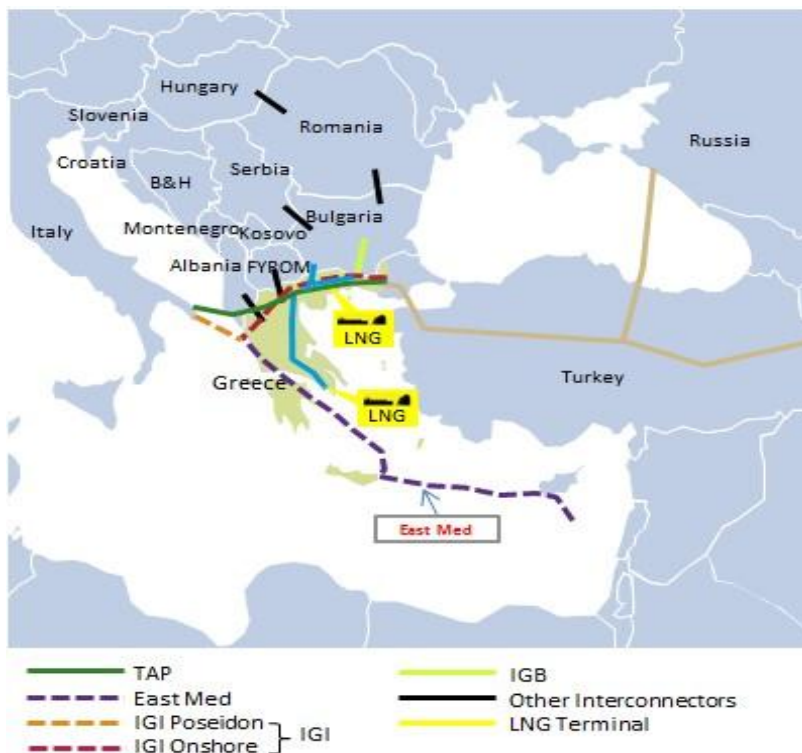 Hungary
Slovenia
Romania
Russia
Croatia
Serbia
B&H
Bulgaria
Italy
Montenegro
Kosovo
Albania
FYROM
LNG
Greece
Turkey
LNG
East Med
TAP
IGB
East Med
Other Interconnectors
IGI Poseidon
IGI
LNG Terminal
IGI Onshore